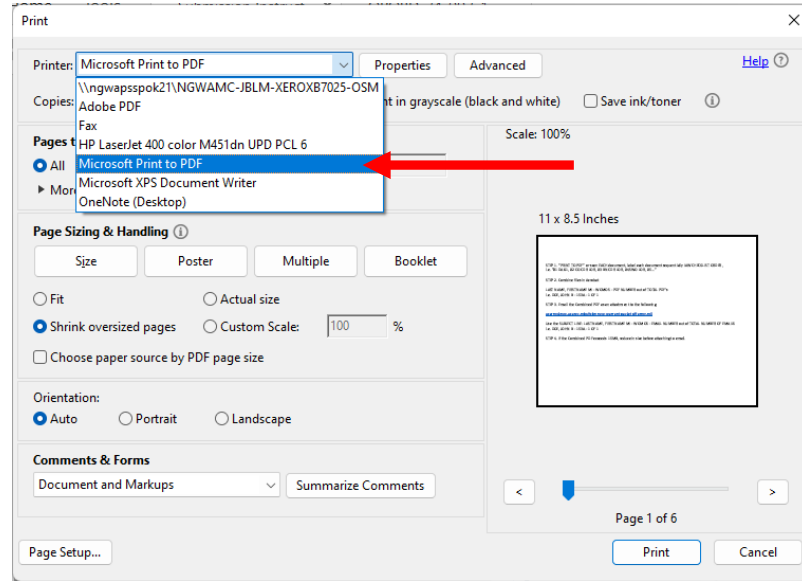 Print
Printer: Microsoft Print to PDF Properties Advanced Help
\\ngwapsspok21\NGWAMC-JBLM-XEROXB7025-OSM
Copies: nt in grayscale (black and white) Save ink/toner
Adobe PDF
Fax
Pages t
HP LaserJet 400 color M451dn UPD PCL 6
All Microsoft Print to PDF
Mor Microsoft XPS Document Writer
OneNote (Desktop)
Scale: 100%
11 x 8.5 Inches
Page Sizing & Handling
Size Poster Multiple Booklet
Fit Actual size
Shrink oversized pages Custom Scale: 100 %
Choose paper source by PDF page size
Orientation:
Auto Portrait Landscape
Comments & Forms
Document and Markups Summarize Comments
< >
Page 1 of 6
Page Setup... Print Cancel